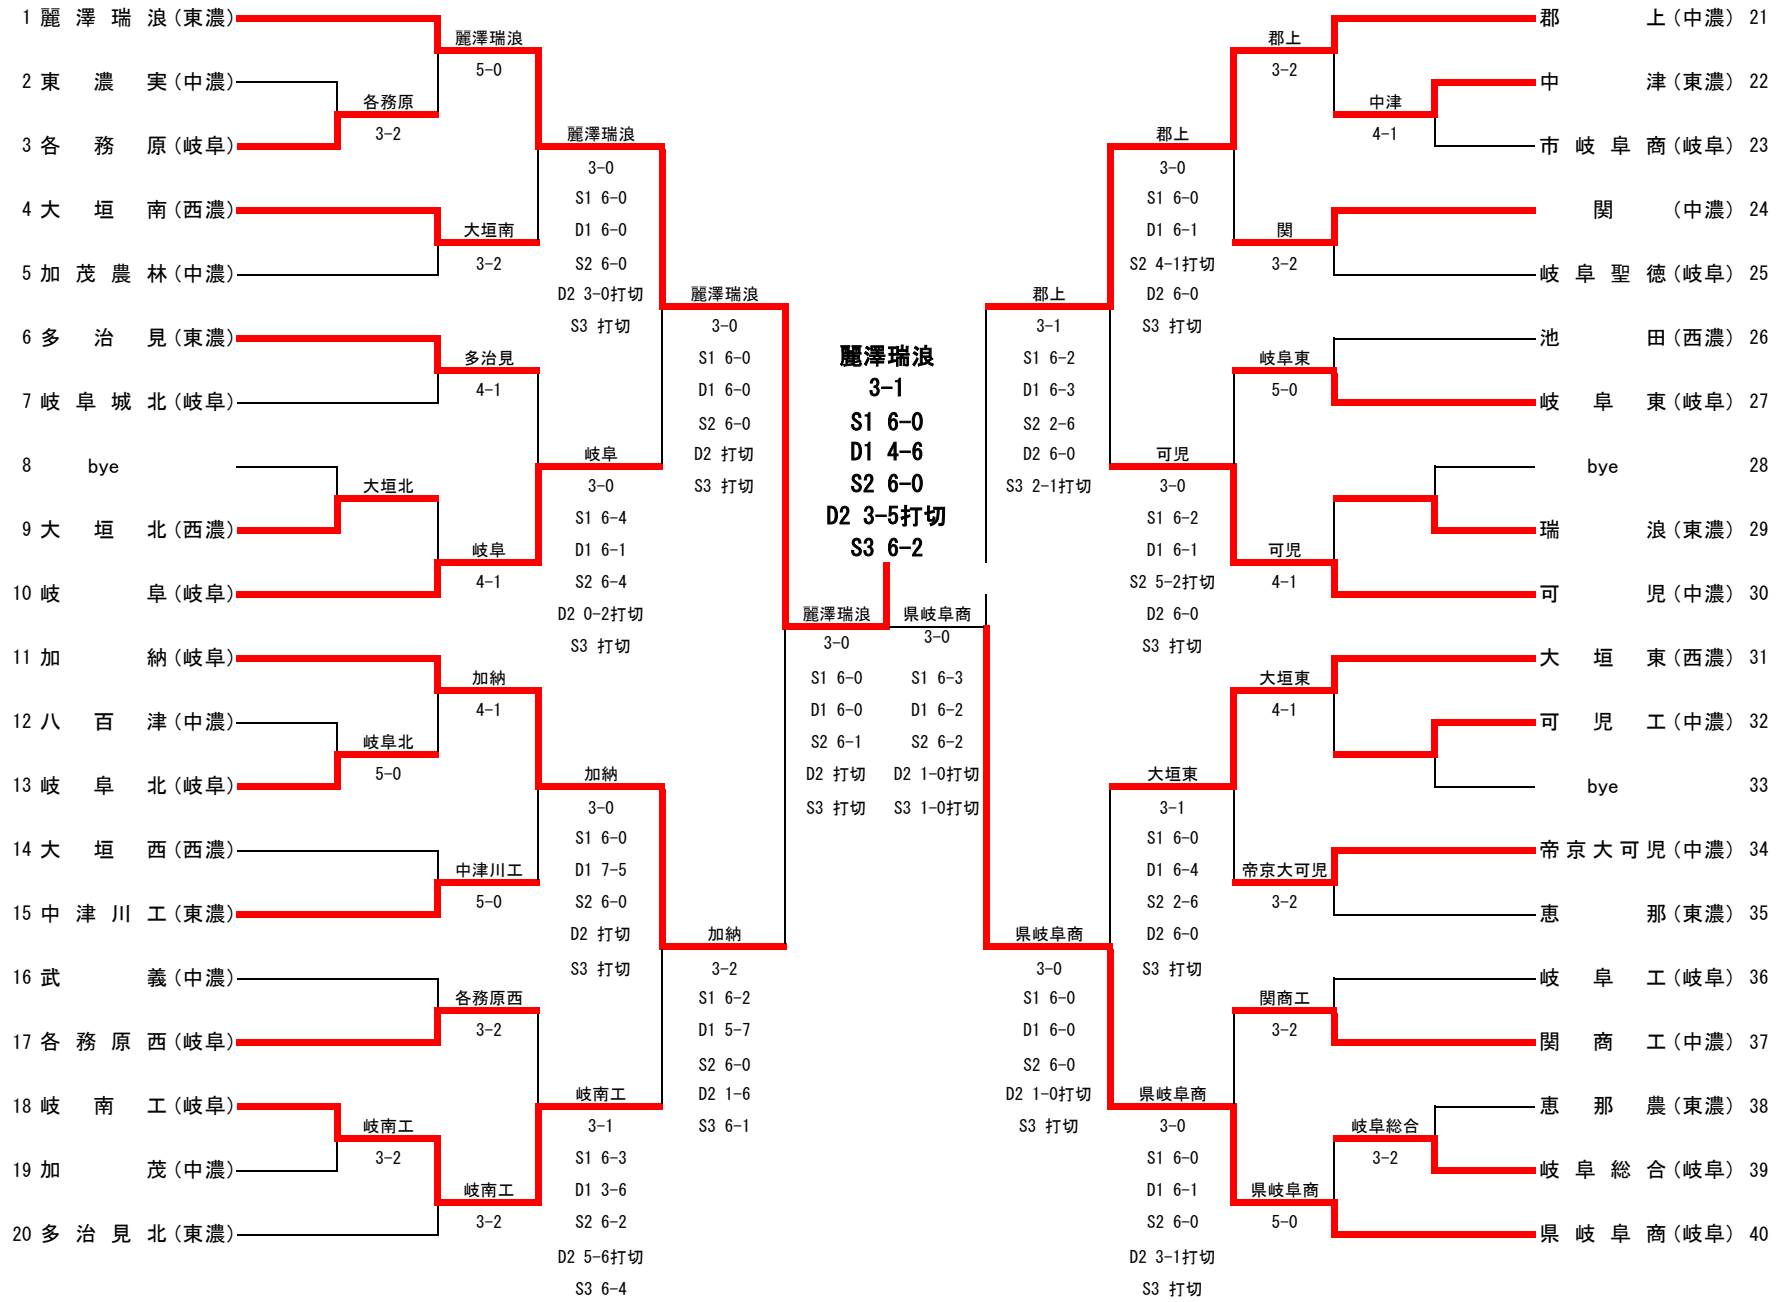 1 麗澤瑞浪(東濃)
2 東濃実(中濃)
3 各務原(岐阜)
4 大垣南(西濃)
5 加茂農林(中濃)
6 多治見(東濃)
7 岐阜城北(岐阜)
8 bye
9 大垣北(西濃)
10 岐阜(岐阜)
11 加納(岐阜)
12 八百津(中濃)
13 岐阜北(岐阜)
14 大垣西(西濃)
15 中津川工(東濃)
16 武義(中濃)
17 各務原西(岐阜)
18 岐南工(岐阜)
19 加茂(中濃)
20 多治見北(東濃)
各務原
3-2
大垣北
岐阜北
5-0
岐南工
3-2
麗澤瑞浪
5-0
大垣南
3-2
多治見
4-1
岐阜
4-1
加納
4-1
中津川工
5-0
各務原西
3-2
岐南工
3-2
麗澤瑞浪
3-0
S1 6-0
D1 6-0
S2 6-0
D2 3-0打切
S3 打切
岐阜
3-0
S1 6-4
D1 6-1
S2 6-4
D2 0-2打切
S3 打切
加納
3-0
S1 6-0
D1 7-5
S2 6-0
D2 打切
S3 打切
岐南工
3-1
S1 6-3
D1 3-6
S2 6-2
D2 5-6打切
S3 6-4
麗澤瑞浪
3-0
S1 6-0
D1 6-0
S2 6-0
D2 打切
S3 打切
加納
3-2
S1 6-2
D1 5-7
S2 6-0
D2 1-6
S3 6-1
麗澤瑞浪
3-1
S1 6-0
D1 4-6
S2 6-0
D2 3-5打切
S3 6-2
麗澤瑞浪
3-0
S1 6-0
D1 6-0
S2 6-1
D2 打切
S3 打切
県岐阜商
3-0
S1 6-3
D1 6-2
S2 6-2
D2 1-0打切
S3 1-0打切
郡上
3-1
S1 6-2
D1 6-3
S2 2-6
D2 6-0
S3 2-1打切
県岐阜商
3-0
S1 6-0
D1 6-0
S2 6-0
D2 1-0打切
S3 打切
郡上
3-0
S1 6-0
D1 6-1
S2 4-1打切
D2 6-0
S3 打切
可児
3-0
S1 6-2
D1 6-1
S2 5-2打切
D2 6-0
S3 打切
大垣東
3-1
S1 6-0
D1 6-4
S2 2-6
D2 6-0
S3 打切
県岐阜商
3-0
S1 6-0
D1 6-1
S2 6-0
D2 3-1打切
S3 打切
郡上
3-2
関
3-2
岐阜東
5-0
可児
4-1
大垣東
4-1
帝京大可児
3-2
関商工
3-2
県岐阜商
5-0
中津
4-1
岐阜総合
3-2
郡上(中濃) 21
中津(東濃) 22
市岐阜商(岐阜) 23
関(中濃) 24
岐阜聖徳(岐阜) 25
池田(西濃) 26
岐阜東(岐阜) 27
bye 28
瑞浪(東濃) 29
可児(中濃) 30
大垣東(西濃) 31
可児工(中濃) 32
bye 33
帝京大可児(中濃) 34
恵那(東濃) 35
岐阜工(岐阜) 36
関商工(中濃) 37
恵那農(東濃) 38
岐阜総合(岐阜) 39
県岐阜商(岐阜) 40